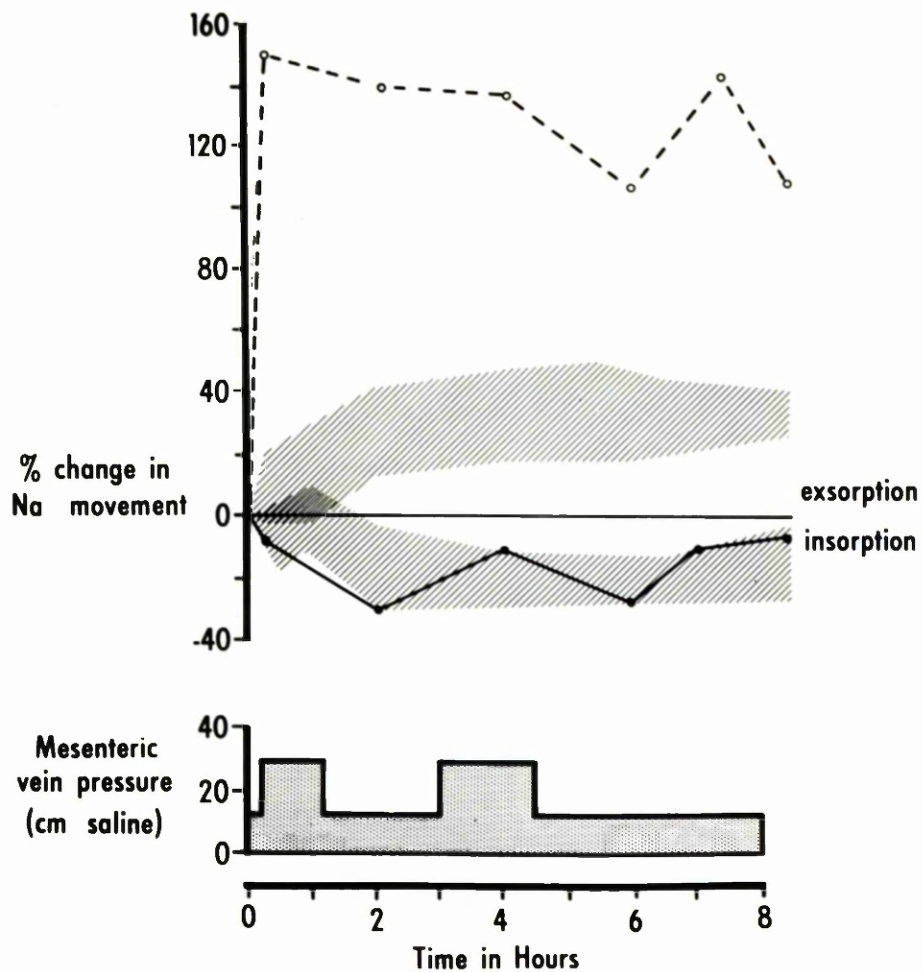 160
120
80
40
0
-40
% change in
Na movement
exsorption
insorption
Mesenteric
vein pressure
(cm saline)
40
20
0
0 2 4 6 8
Time in Hours